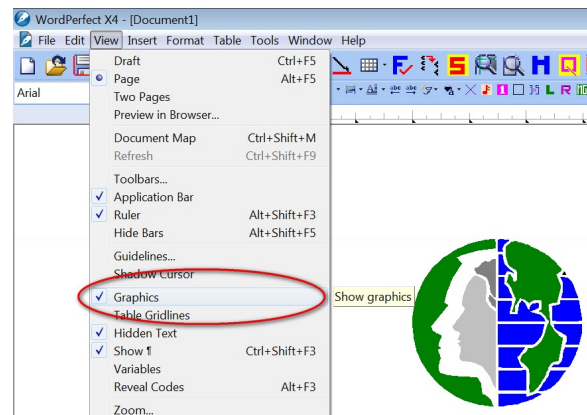 WordPerfect X4 - [Document1]
File Edit View Insert Format Table Tools Window Help
Arial
Draft Ctrl+F5
Page Alt+F5
Two Pages
Preview in Browser...
Document Map Ctrl+Shift+M
Refresh Ctrl+Shift+F9
Toolbars...
Application Bar
Ruler Alt+Shift+F3
Hide Bars Alt+Shift+F5
Guidelines...
Shadow Cursor
Graphics
Show graphics
Table Gridlines
Hidden Text
Show ¶ Ctrl+Shift+F3
Variables
Reveal Codes Alt+F3
Zoom...